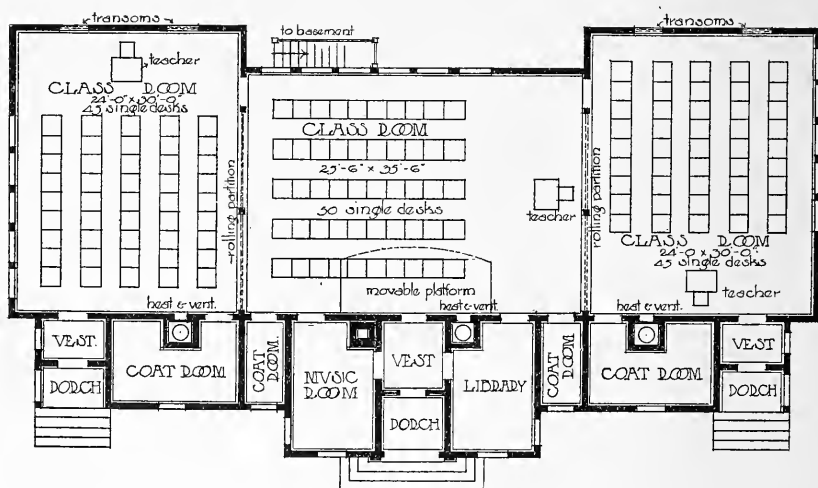 transoms
teacher
CLASS ROOM
24'-0" x 30'-0"
45 single desks
rolling partition
heat & vent.
to basement
CLASS ROOM
25'-6" x 35'-6"
50 single desks
teacher
movable platform
heat & vent.
transoms
rolling partition
CLASS ROOM
24'-0 x 30'-0"
45 single desks
teacher
heat & vent.
VEST.
PORCH
COAT ROOM
COAT
ROOM.
MVSIC
ROOM
VEST
PORCH
LIBRARY
COAT
ROOM
COAT ROOM.
VEST
PORCH